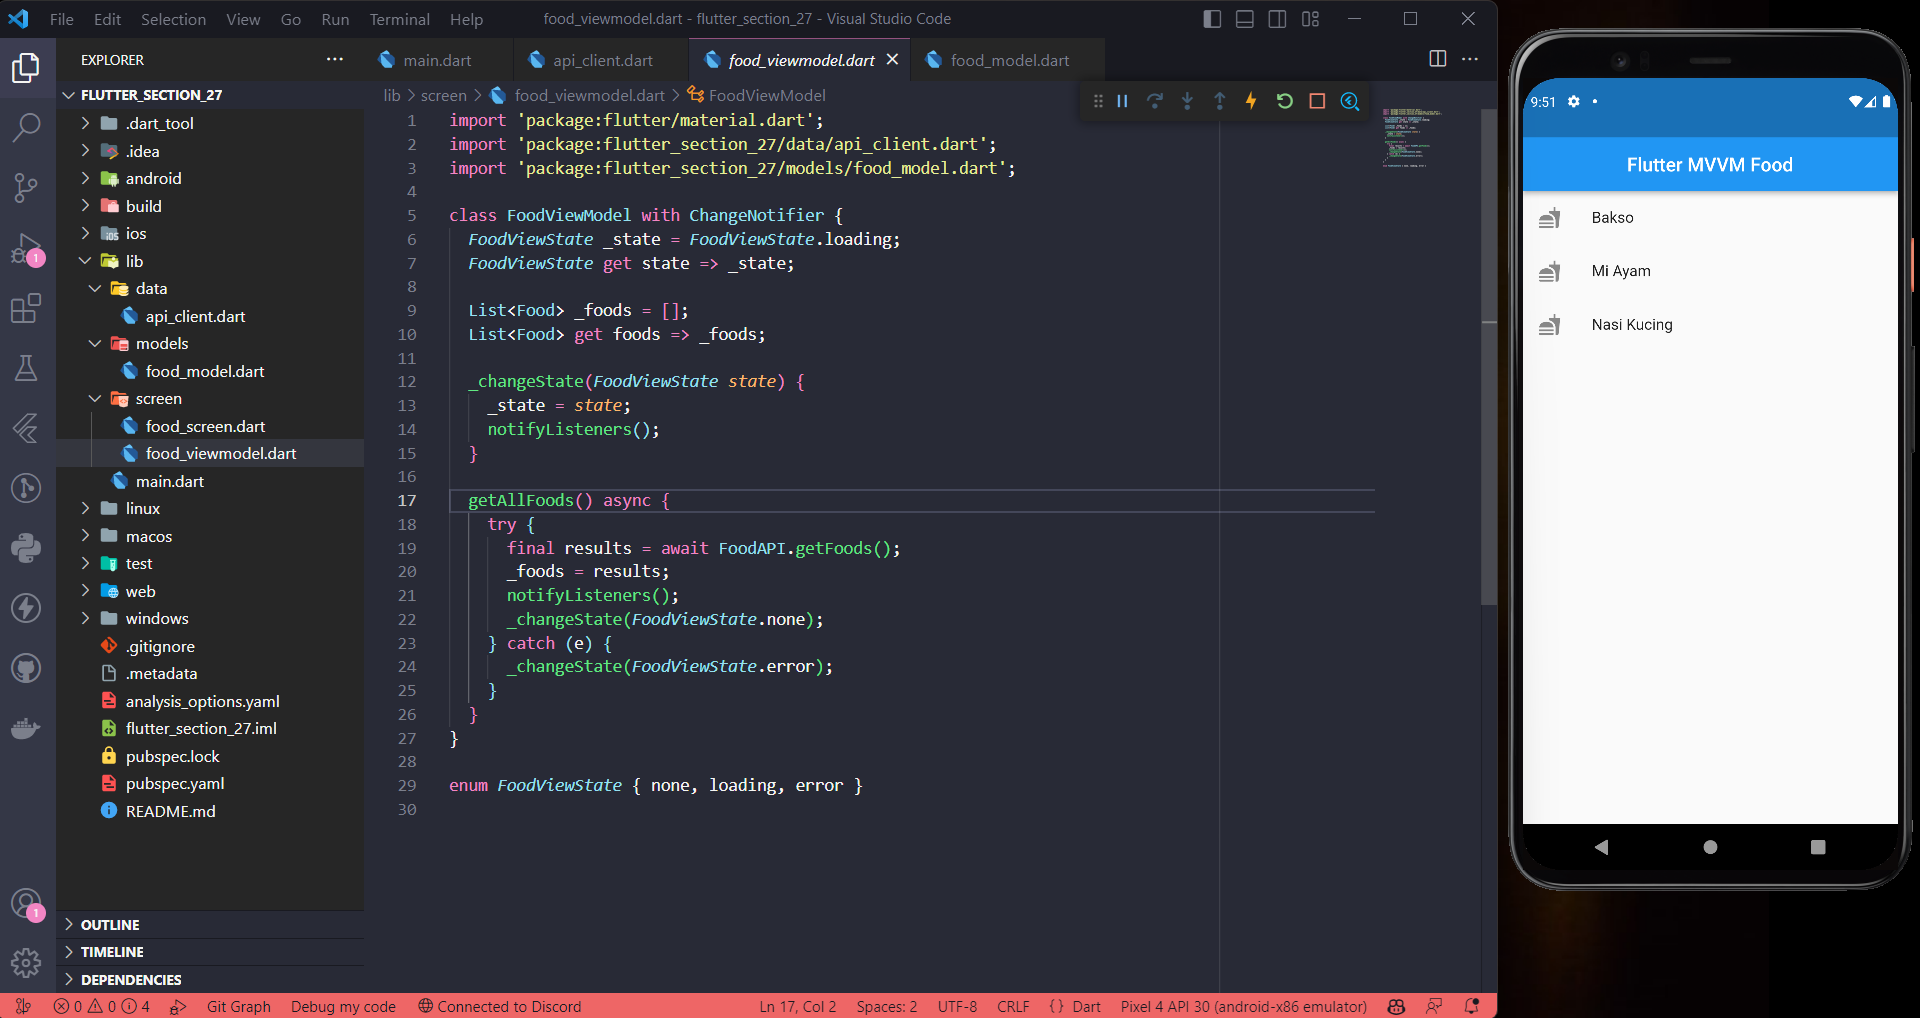 File Edit Selection View Go Run Terminal Help food_viewmodel.dart - flutter_section_27 - Visual Studio Code
EXPLORER
FLUTTER_SECTION_27
.dart_tool
.idea
android
build
ios
lib
data
api_client.dart
models
food_model.dart
screen
food_screen.dart
food_viewmodel.dart
main.dart
linux
macos
test
web
windows
.gitignore
.metadata
analysis_options.yaml
flutter_section_27.iml
pubspec.lock
pubspec.yaml
README.md
OUTLINE
TIMELINE
DEPENDENCIES
1
1
main.dart api_client.dart food_viewmodel.dart food_model.dart
lib > screen > food_viewmodel.dart > FoodViewModel
1 import 'package:flutter/material.dart';
2 import 'package:flutter_section_27/data/api_client.dart';
3 import 'package:flutter_section_27/models/food_model.dart';
4
5 class FoodViewModel with ChangeNotifier {
6 FoodViewState _state = FoodViewState.loading;
7 FoodViewState get state => _state;
8
9 List<Food> _foods = [];
10 List<Food> get foods => _foods;
11
12 _changeState(FoodViewState state) {
13 _state = state;
14 notifyListeners();
15 }
16
17 getAllFoods() async {
18 try {
19 final results = await FoodAPI.getFoods();
20 _foods = results;
21 notifyListeners();
22 _changeState(FoodViewState.none);
23 } catch (e) {
24 _changeState(FoodViewState.error);
25 }
26 }
27 }
28
29 enum FoodViewState { none, loading, error }
30
9:51
Flutter MVVM Food
Bakso
Mi Ayam
Nasi Kucing
0 0 4 Git Graph Debug my code Connected to Discord Ln 17, Col 2 Spaces: 2 UTF-8 CRLF {} Dart Pixel 4 API 30 (android-x86 emulator)